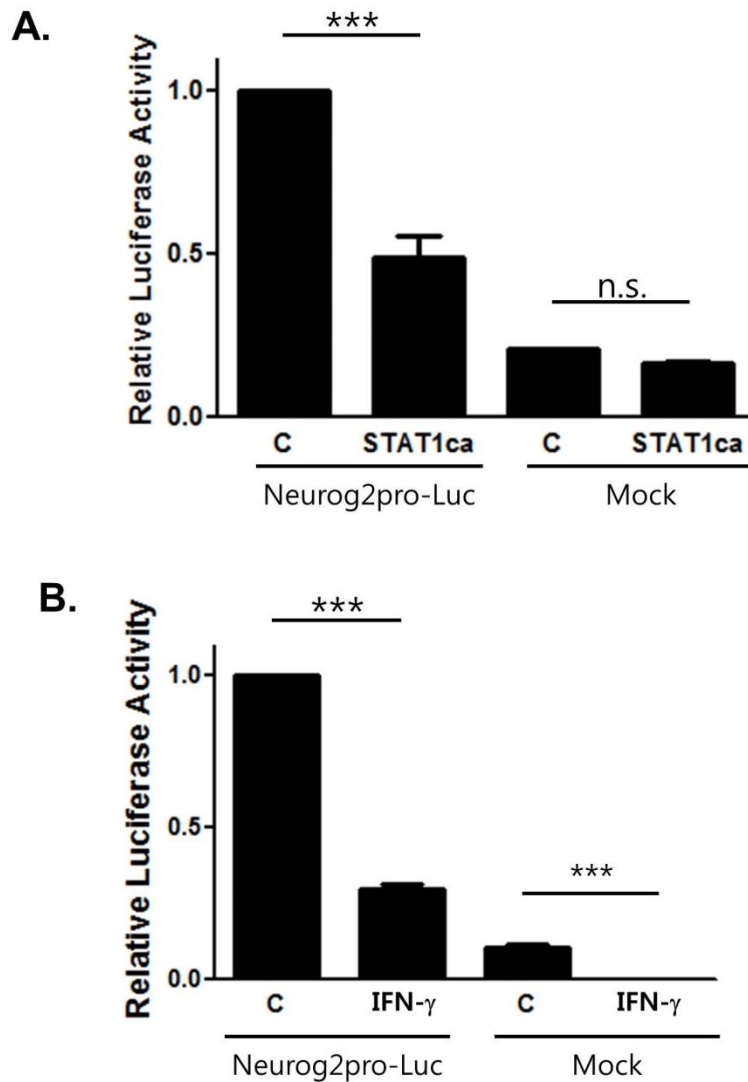 A.
***
Relative Luciferase Activity
1.0
0.5
0.0
n.s.
C STAT1ca C STAT1ca
Neurog2pro-Luc Mock
B.
***
Relative Luciferase Activity
1.0
0.5
0.0
***
C IFN-γ C IFN-γ
Neurog2pro-Luc Mock